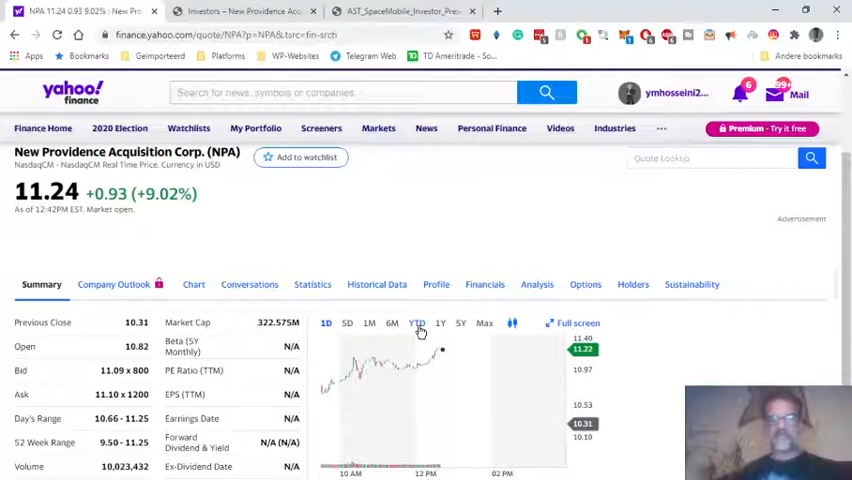 NPA 11.24 0.93 9.02% : New Pro
Investors – New Providence Acq
AST_SpaceMobile_Investor_Pres
finance.yahoo.com/quote/NPA?p=NPA&.tsrc=fin-srch
Apps Bookmarks Geïmporteerd Platforms WP-Websites Telegram Web TD Ameritrade - So... Andere bookmarks
yahoo!
finance
Search for news, symbols or companies
ymhosseini2... 6 99+ Mail
Finance Home 2020 Election Watchlists My Portfolio Screeners Markets News Personal Finance Videos Industries ... Premium - Try it free
New Providence Acquisition Corp. (NPA)
NasdaqCM - NasdaqCM Real Time Price. Currency in USD
Add to watchlist
Quote Lookup
11.24 +0.93 (+9.02%)
As of 12:42PM EST. Market open.
Advertisement
Summary Company Outlook Chart Conversations Statistics Historical Data Profile Financials Analysis Options Holders Sustainability
Previous Close 10.31
Open 10.82
Bid 11.09 x 800
Ask 11.10 x 1200
Day's Range 10.66 - 11.25
52 Week Range 9.50 - 11.25
Volume 10,023,432
Market Cap 322.575M
Beta (5Y
Monthly) N/A
PE Ratio (TTM) N/A
EPS (TTM) N/A
Earnings Date N/A
Forward
Dividend & Yield N/A (N/A)
Ex-Dividend Date N/A
1D 5D 1M 6M YTD 1Y 5Y Max Full screen
11.40
11.22
10.97
10.53
10.31
10.10
10 AM 12 PM 02 PM